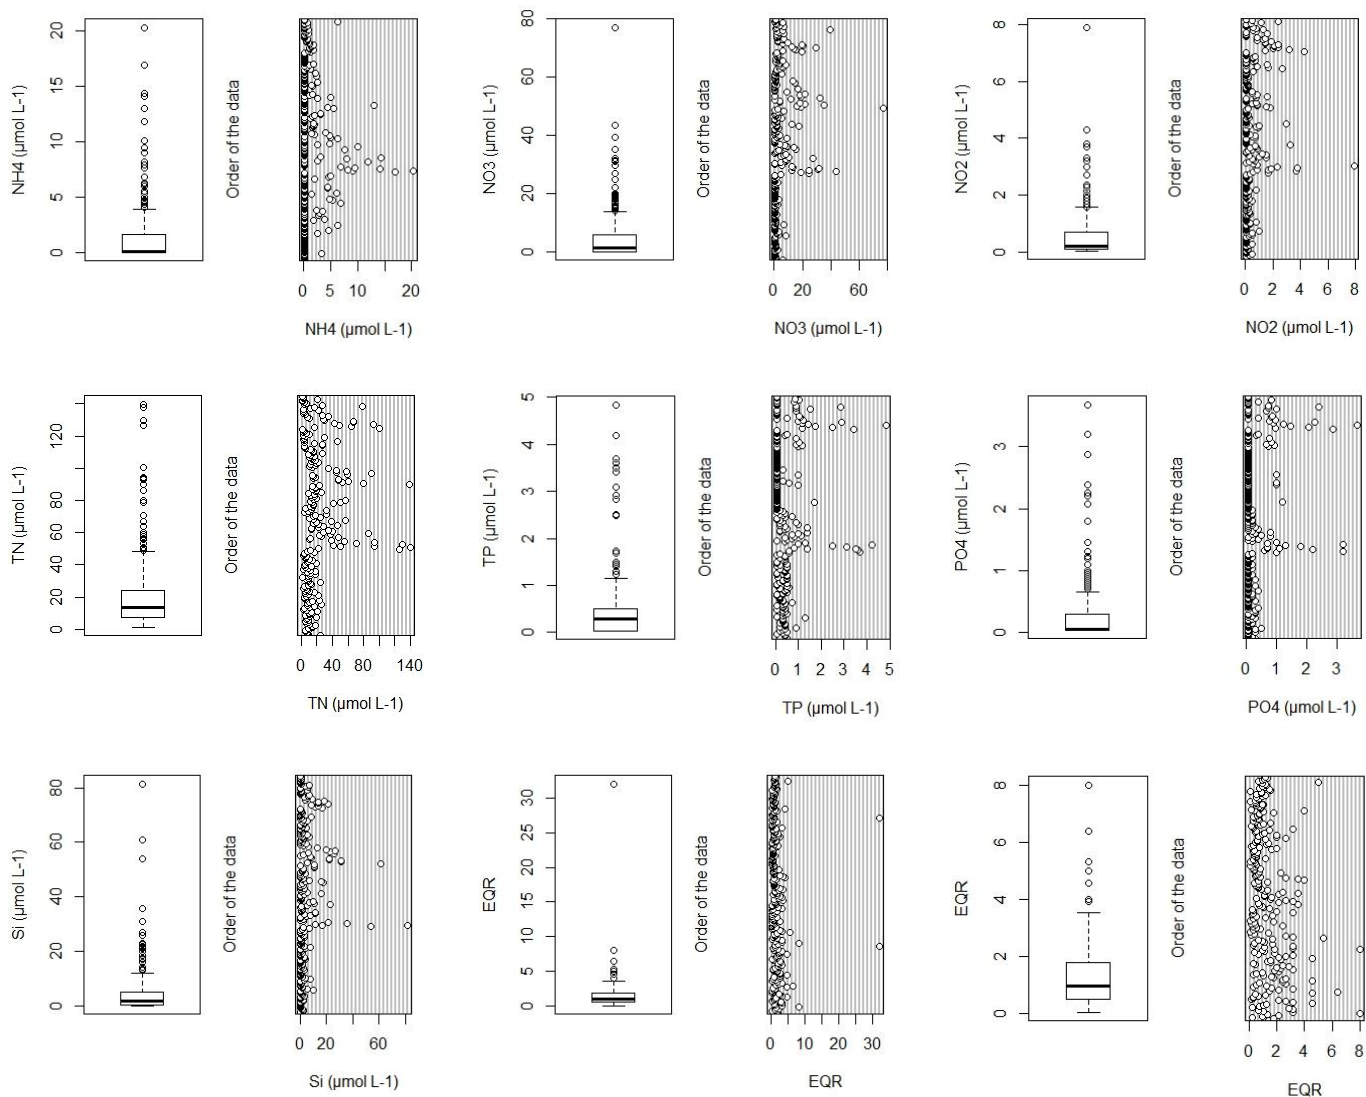 NH4 (µmol L-1)
0 5 10 15 20
Order of the data
0 5 10 20
NH4 (µmol L-1)
NO3 (µmol L-1)
0 20 40 60 80
Order of the data
0 20 60
NO3 (µmol L-1)
NO2 (µmol L-1)
0 2 4 6 8
Order of the data
0 2 4 6 8
NO2 (µmol L-1)
TN (µmol L-1)
0 20 40 60 80 120
Order of the data
0 40 80 140
TN (µmol L-1)
TP (µmol L-1)
0 1 2 3 4 5
Order of the data
0 1 2 3 4 5
TP (µmol L-1)
PO4 (µmol L-1)
0 1 2 3
Order of the data
0 1 2 3
PO4 (µmol L-1)
Si (µmol L-1)
0 20 40 60 80
Order of the data
0 20 60
Si (µmol L-1)
EQR
0 5 10 15 20 25 30
Order of the data
0 10 20 30
EQR
EQR
0 2 4 6 8
Order of the data
0 2 4 6 8
EQR